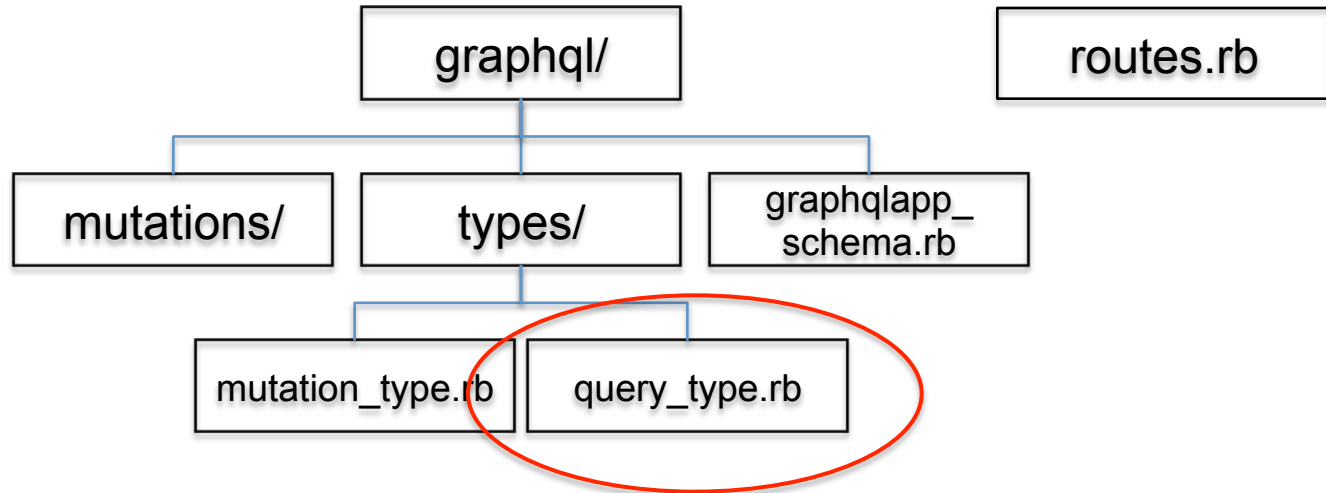 graphql/
routes.rb
mutations/
types/
graphqlapp_
schema.rb
mutation_type.rb
query_type.rb